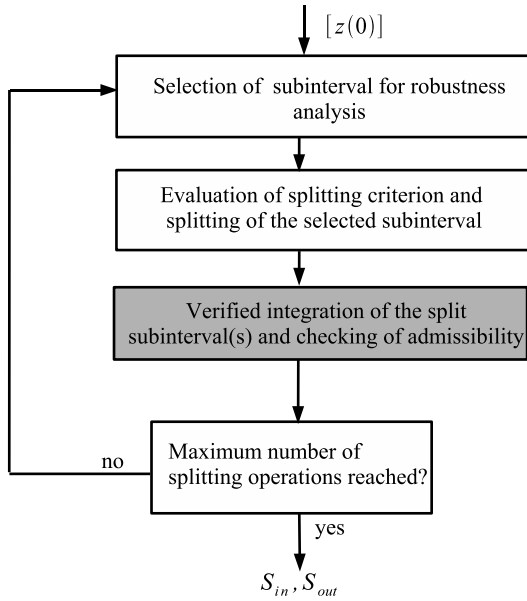 [z(0)]
Selection of subinterval for robustness
analysis
Evaluation of splitting criterion and
splitting of the selected subinterval
Verified integration of the split
subinterval(s) and checking of admissibility
Maximum number of
splitting operations reached?
no
yes
S_in , S_out